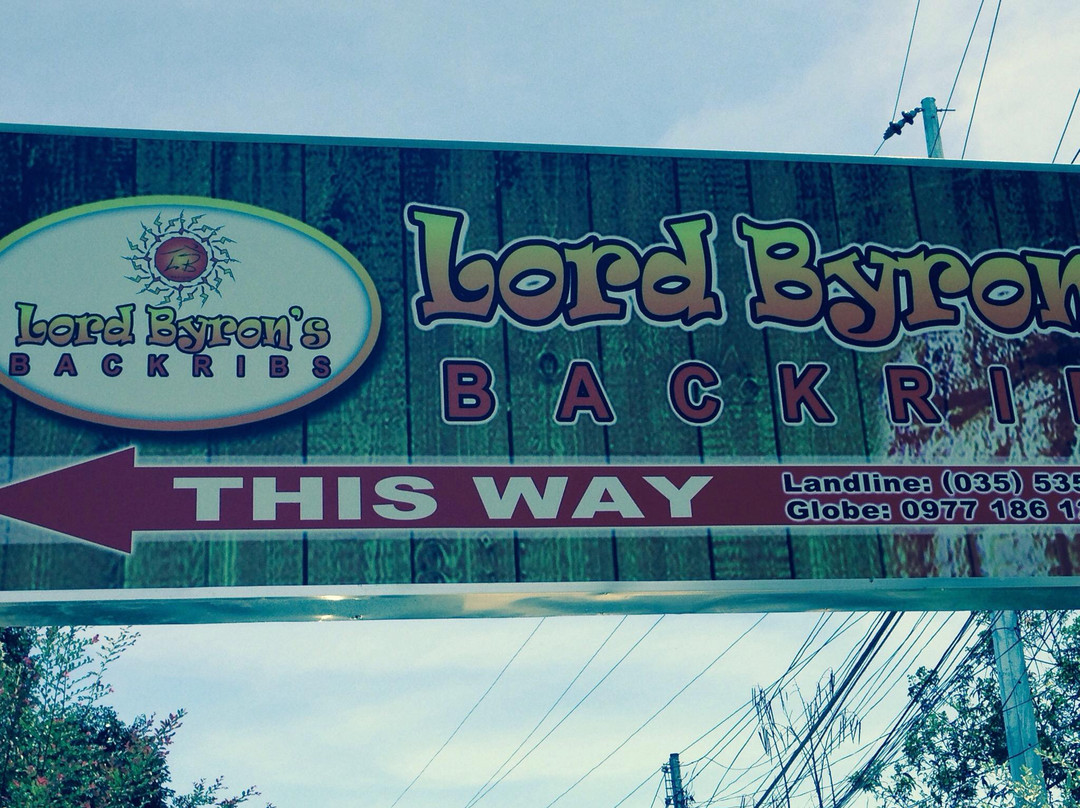 Lord Byron's
BACKRIBS
Lord Byron
BACKRI
THIS WAY
Landline: (035) 535
Globe: 0977 186 1